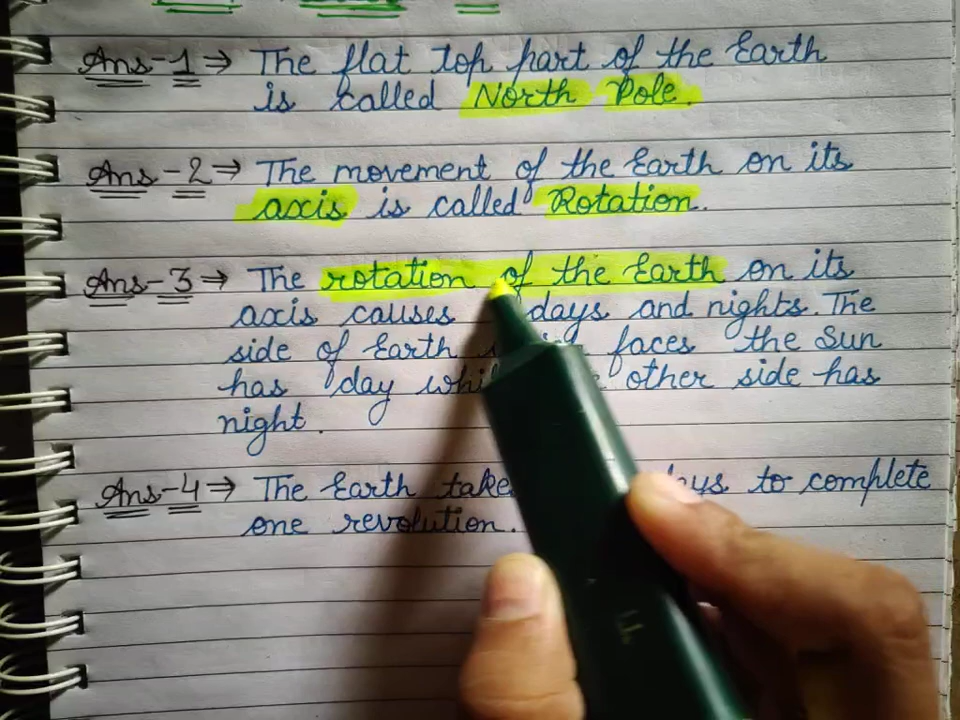 Ans-1 ⇒ The flat top part of the Earth
is called North Pole.
Ans-2 ⇒ The movement of the Earth on its
axis is called Rotation.
Ans-3 ⇒ The rotation of the Earth on its
axis causes days and nights. The
side of Earth faces the Sun
has day other side has
night.
Ans-4 ⇒ The Earth to complete
one revolution.